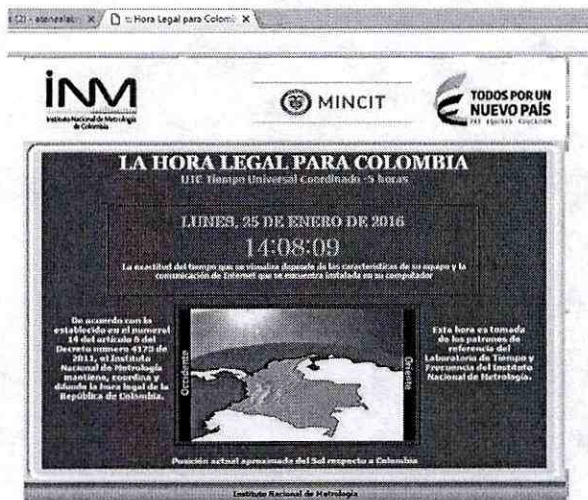 :: Hora Legal para Colomb
INM
Instituto Nacional de Metrología
de Colombia
MINCIT
TODOS POR UN
NUEVO PAÍS
PAZ EQUIDAD EDUCACIÓN
LA HORA LEGAL PARA COLOMBIA
UTC Tiempo Universal Coordinado -5 horas
LUNES, 25 DE ENERO DE 2016
14:08:09
La exactitud del tiempo que se visualiza depende de las características de su equipo y la
comunicación de Internet que se encuentra instalada en su computador
De acuerdo con lo
establecido en el numeral
14 del artículo 6 del
Decreto número 4175 de
2011, el Instituto
Nacional de Metrología
mantiene, coordina y
difunde la hora legal de la
República de Colombia.
Occidente
Oriente
Esta hora es tomada
de los patrones de
referencia del
Laboratorio de Tiempo y
Frecuencia del Instituto
Nacional de Metrología.
Posición actual aproximada del Sol respecto a Colombia
Instituto Nacional de Metrología